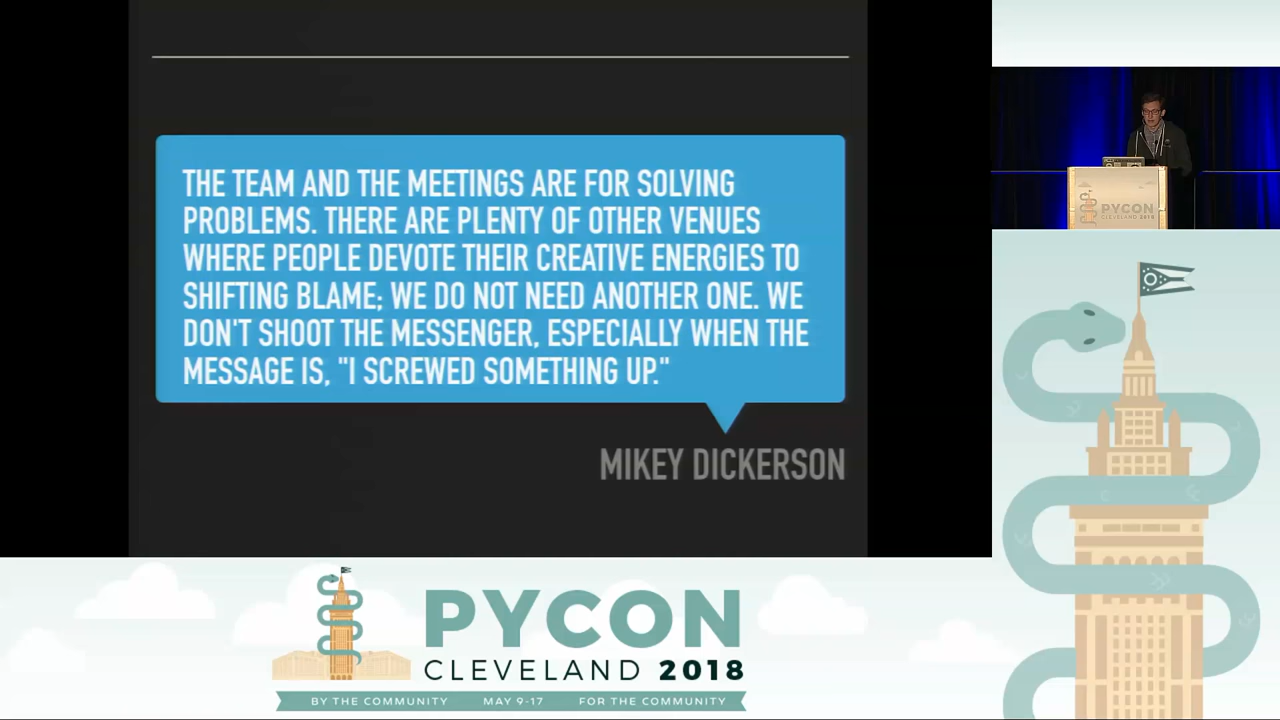 THE TEAM AND THE MEETINGS ARE FOR SOLVING
PROBLEMS. THERE ARE PLENTY OF OTHER VENUES
WHERE PEOPLE DEVOTE THEIR CREATIVE ENERGIES TO
SHIFTING BLAME; WE DO NOT NEED ANOTHER ONE. WE
DON'T SHOOT THE MESSENGER, ESPECIALLY WHEN THE
MESSAGE IS, "I SCREWED SOMETHING UP."
MIKEY DICKERSON
PYCON
CLEVELAND 2018
PYCON
CLEVELAND 2018
BY THE COMMUNITY MAY 9-17 FOR THE COMMUNITY